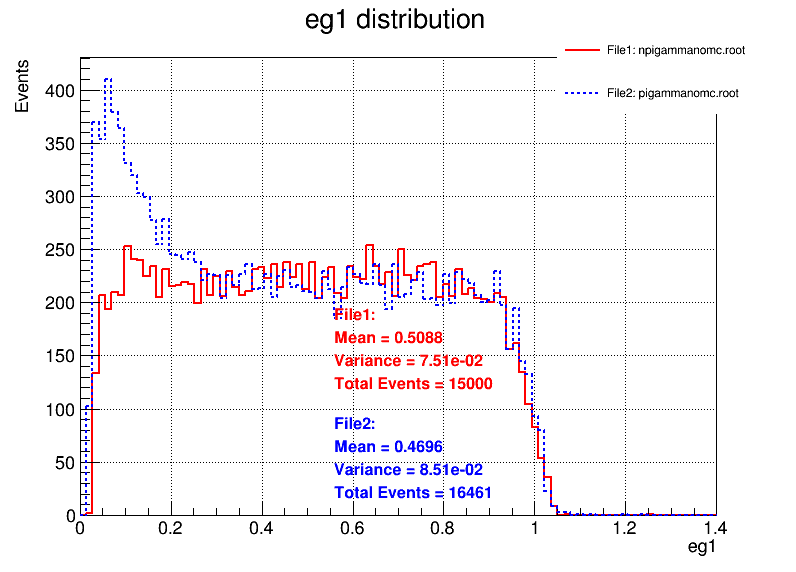 eg1 distribution
File1: npigammanomc.root
File2: pigammanomc.root
Events
400
350
300
250
200
150
100
50
0
File1:
Mean = 0.5088
Variance = 7.51e-02
Total Events = 15000
File2:
Mean = 0.4696
Variance = 8.51e-02
Total Events = 16461
0 0.2 0.4 0.6 0.8 1 1.2 1.4
eg1